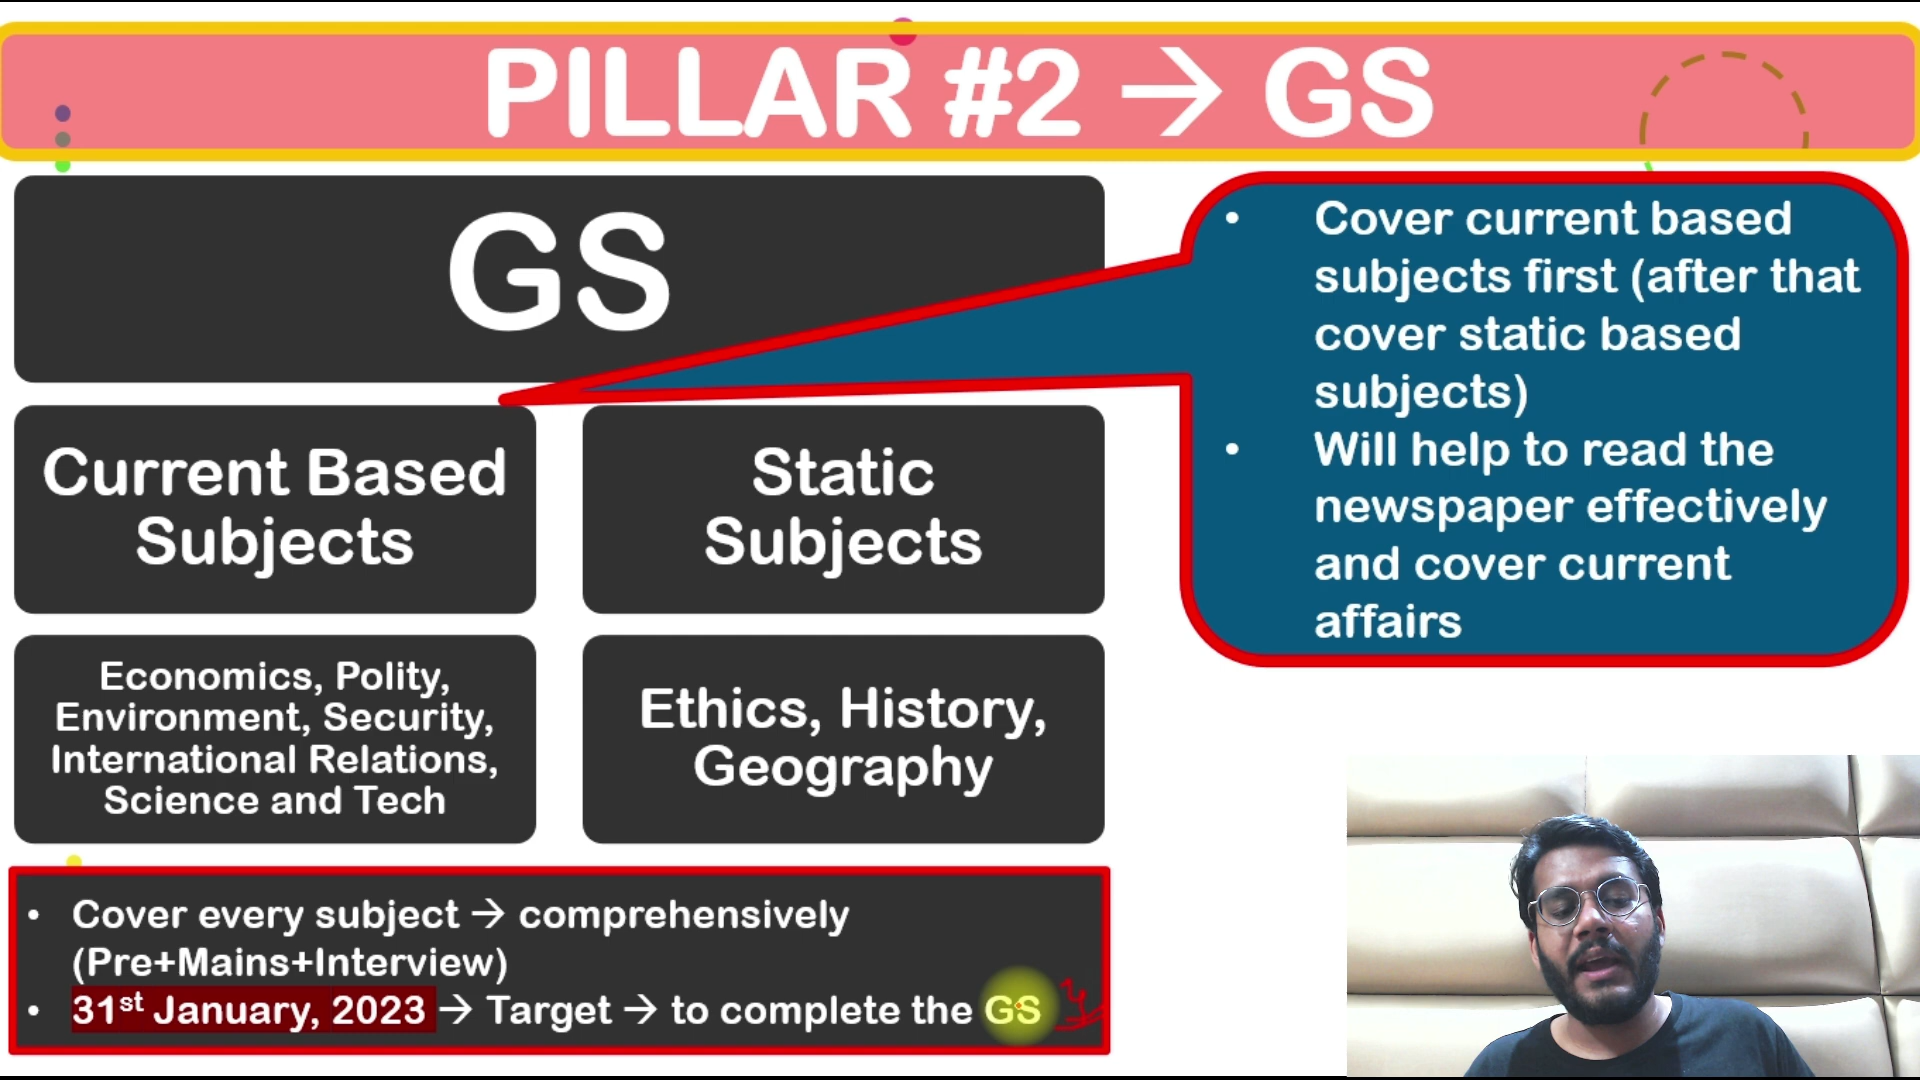 PILLAR #2 → GS
GS
Current Based
Subjects
Static
Subjects
Economics, Polity,
Environment, Security,
International Relations,
Science and Tech
Ethics, History,
Geography
• Cover current based
subjects first (after that
cover static based
subjects)
• Will help to read the
newspaper effectively
and cover current
affairs
• Cover every subject → comprehensively
(Pre+Mains+Interview)
• 31st January, 2023 → Target → to complete the GS